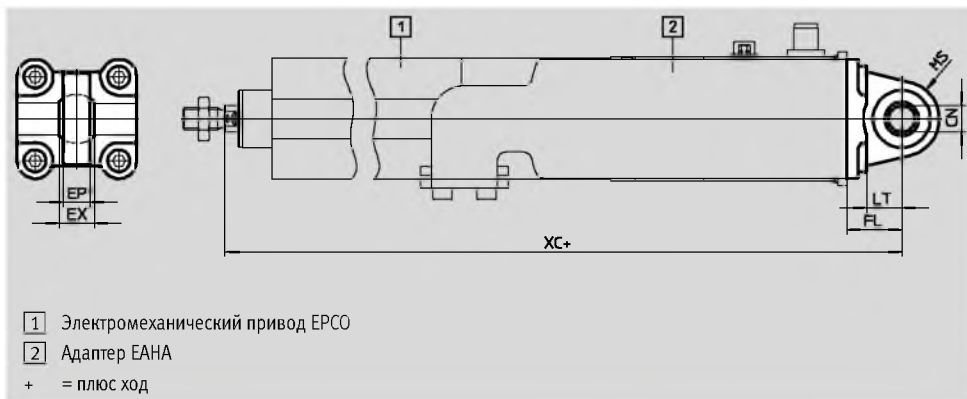 1
2
MS
CN
EP
EX
LT
FL
XC+
1 Электромеханический привод EPCO
2 Адаптер EAHA
+ = плюс ход